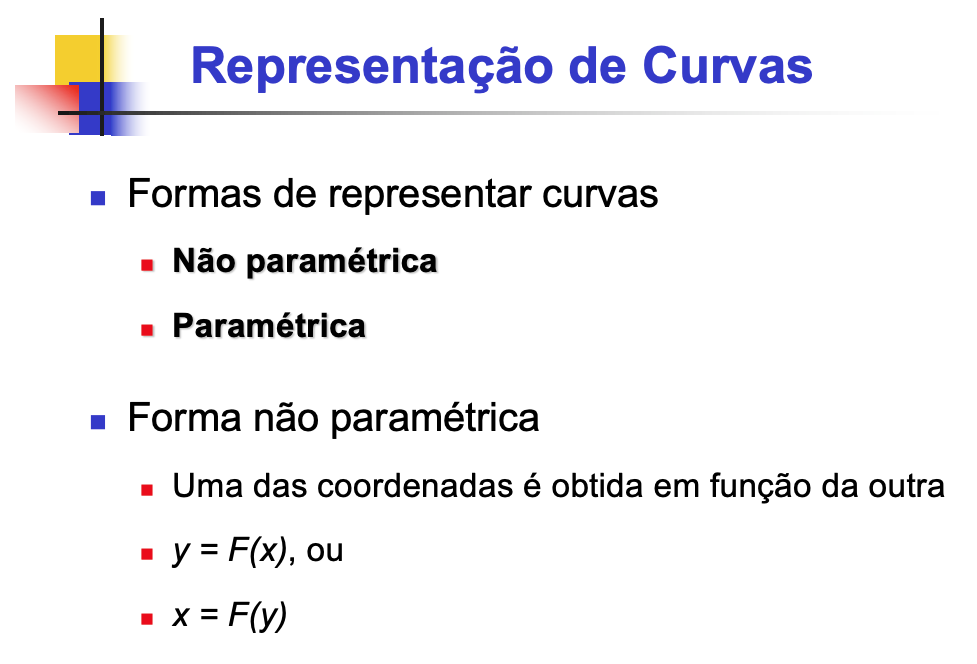 Representação de Curvas
Formas de representar curvas
Não paramétrica
Paramétrica
Forma não paramétrica
Uma das coordenadas é obtida em função da outra
y = F(x), ou
x = F(y)